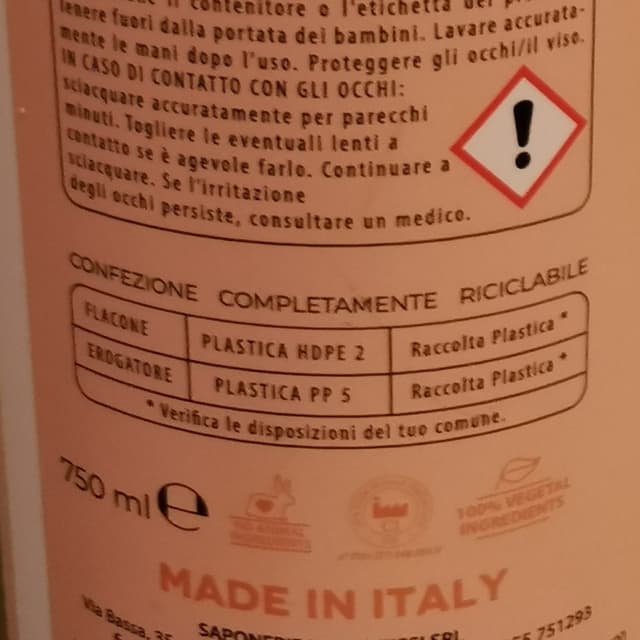 contenitore o l'etichetta del
tenere fuori dalla portata dei bambini. Lavare accurata-
mente le mani dopo l'uso. Proteggere gli occhi/il viso.
IN CASO DI CONTATTO CON GLI OCCHI:
sciacquare accuratamente per parecchi
minuti. Togliere le eventuali lenti a
contatto se è agevole farlo. Continuare a
sciacquare. Se l'irritazione
degli occhi persiste, consultare un medico.
CONFEZIONE COMPLETAMENTE RICICLABILE
FLACONE PLASTICA HDPE 2 Raccolta Plastica *
EROGATORE PLASTICA PP 5 Raccolta Plastica *
* Verifica le disposizioni del tuo comune.
750 ml e
100% VEGETAL
INGREDIENTS
MADE IN ITALY
Via Bassa, 35
751293